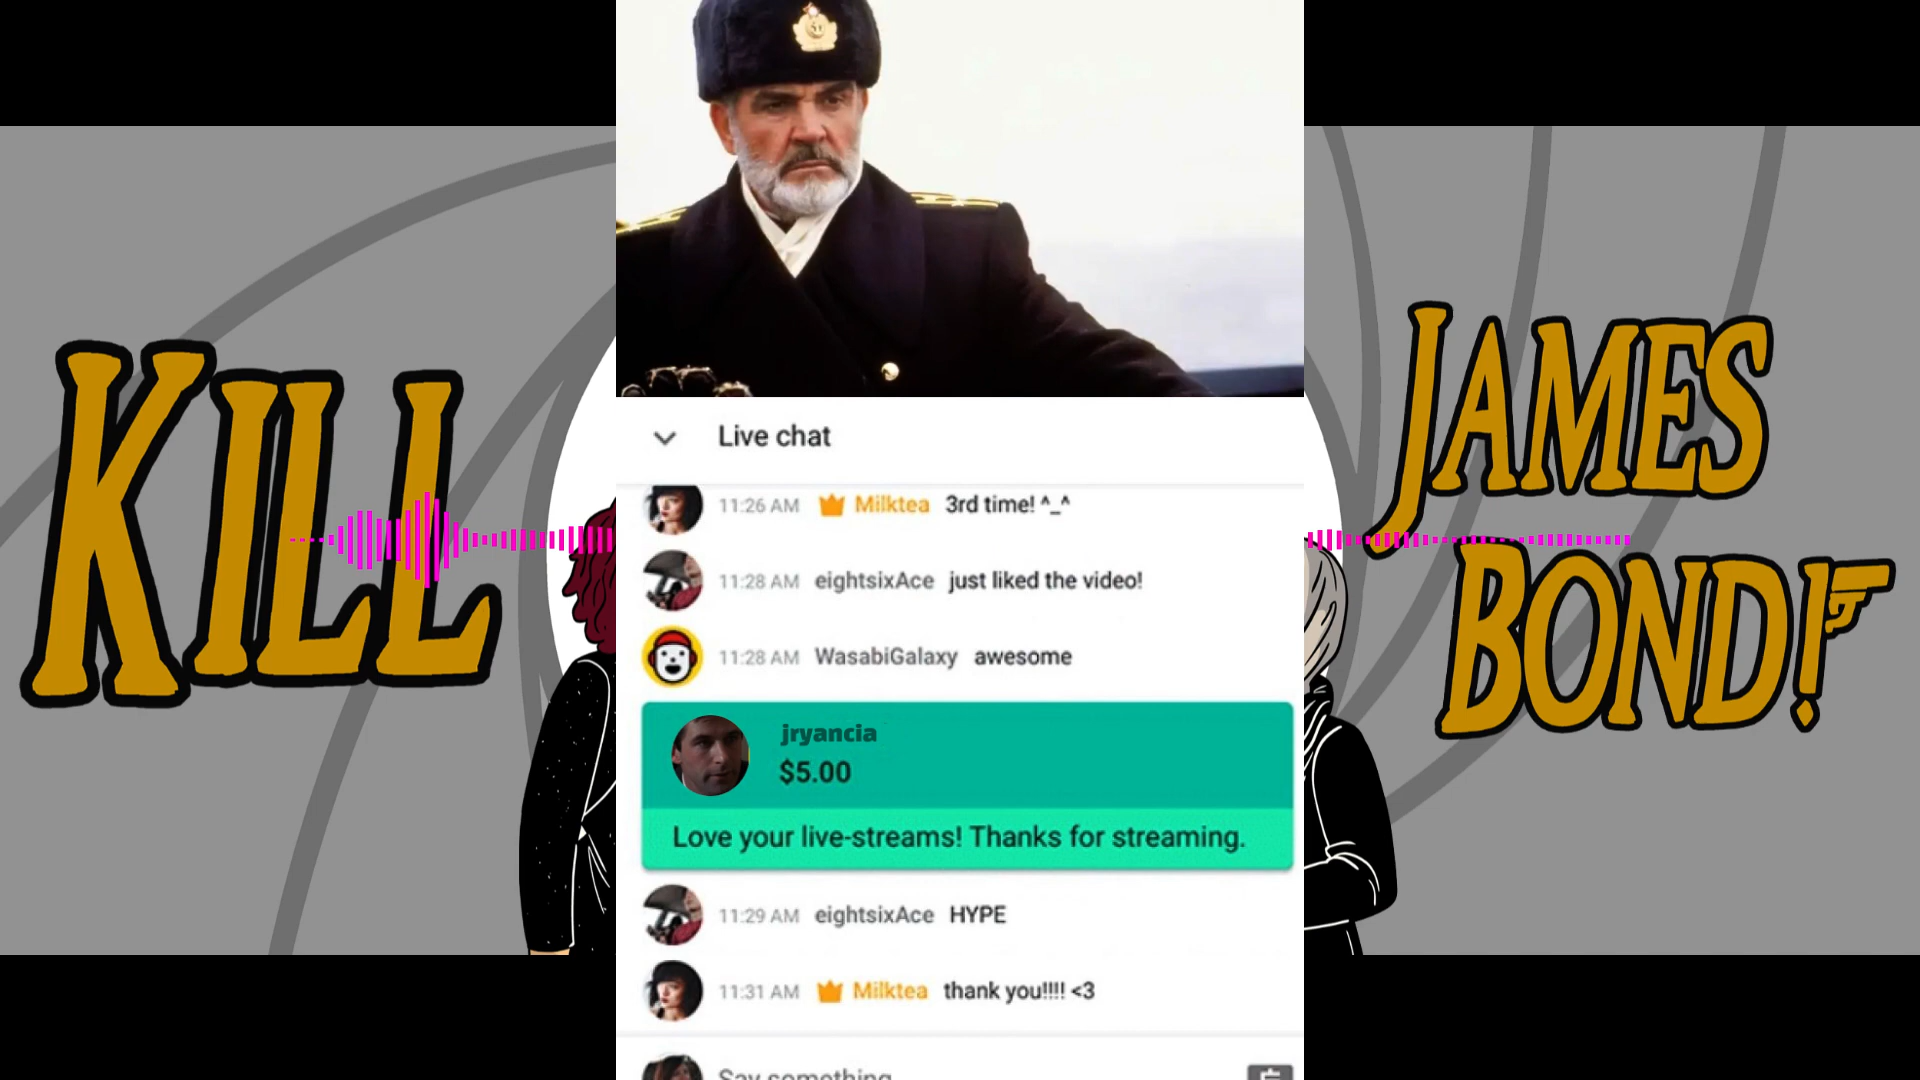 KILL
JAMES
BOND!
Live chat
11:26 AM Milktea 3rd time! ^_^
11:28 AM eightsixAce just liked the video!
11:28 AM WasabiGalaxy awesome
jryancia
$5.00
Love your live-streams! Thanks for streaming.
11:29 AM eightsixAce HYPE
11:31 AM Milktea thank you!!!! <3
Say something